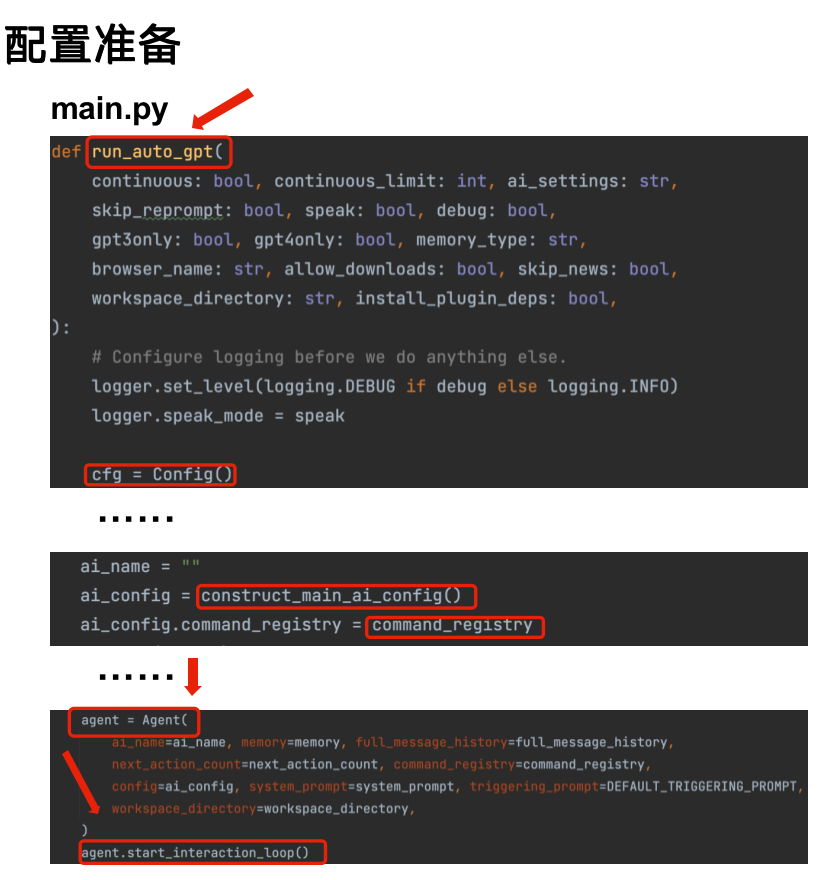 配置准备
main.py
def run_auto_gpt(
continuous: bool, continuous_limit: int, ai_settings: str,
skip_reprompt: bool, speak: bool, debug: bool,
gpt3only: bool, gpt4only: bool, memory_type: str,
browser_name: str, allow_downloads: bool, skip_news: bool,
workspace_directory: str, install_plugin_deps: bool,
):
# Configure logging before we do anything else.
logger.set_level(logging.DEBUG if debug else logging.INFO)
logger.speak_mode = speak
cfg = Config()
......
ai_name = ""
ai_config = construct_main_ai_config()
ai_config.command_registry = command_registry
......
agent = Agent(
ai_name=ai_name, memory=memory, full_message_history=full_message_history,
next_action_count=next_action_count, command_registry=command_registry,
config=ai_config, system_prompt=system_prompt, triggering_prompt=DEFAULT_TRIGGERING_PROMPT,
workspace_directory=workspace_directory,
)
agent.start_interaction_loop()